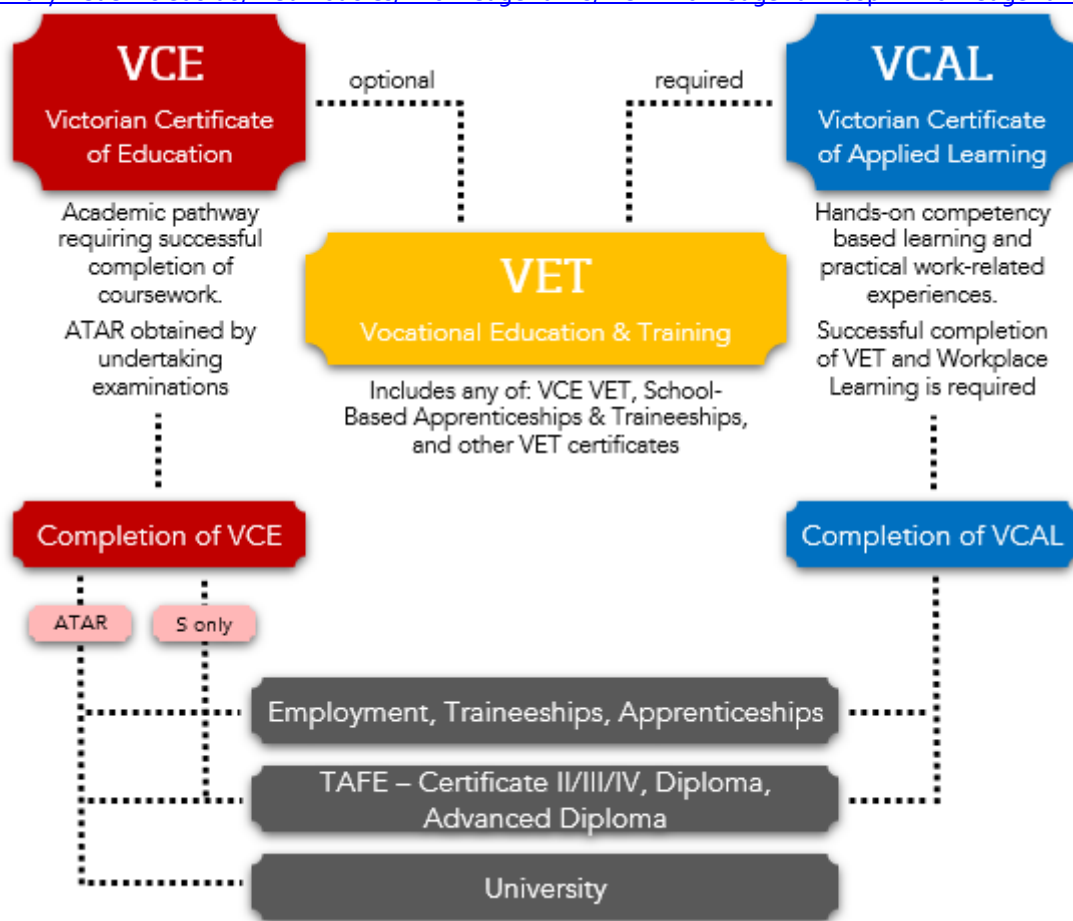 VCE
Victorian Certificate
of Education
optional
required
VCAL
Victorian Certificate
of Applied Learning
Academic pathway
requiring successful
completion of
coursework.
ATAR obtained by
undertaking
examinations
VET
Vocational Education & Training
Includes any of: VCE VET, School-
Based Apprenticeships & Traineeships,
and other VET certificates
Hands-on competency
based learning and
practical work-related
experiences.
Successful completion
of VET and Workplace
Learning is required
Completion of VCE
Completion of VCAL
ATAR
S only
Employment, Traineeships, Apprenticeships
TAFE – Certificate II/III/IV, Diploma,
Advanced Diploma
University